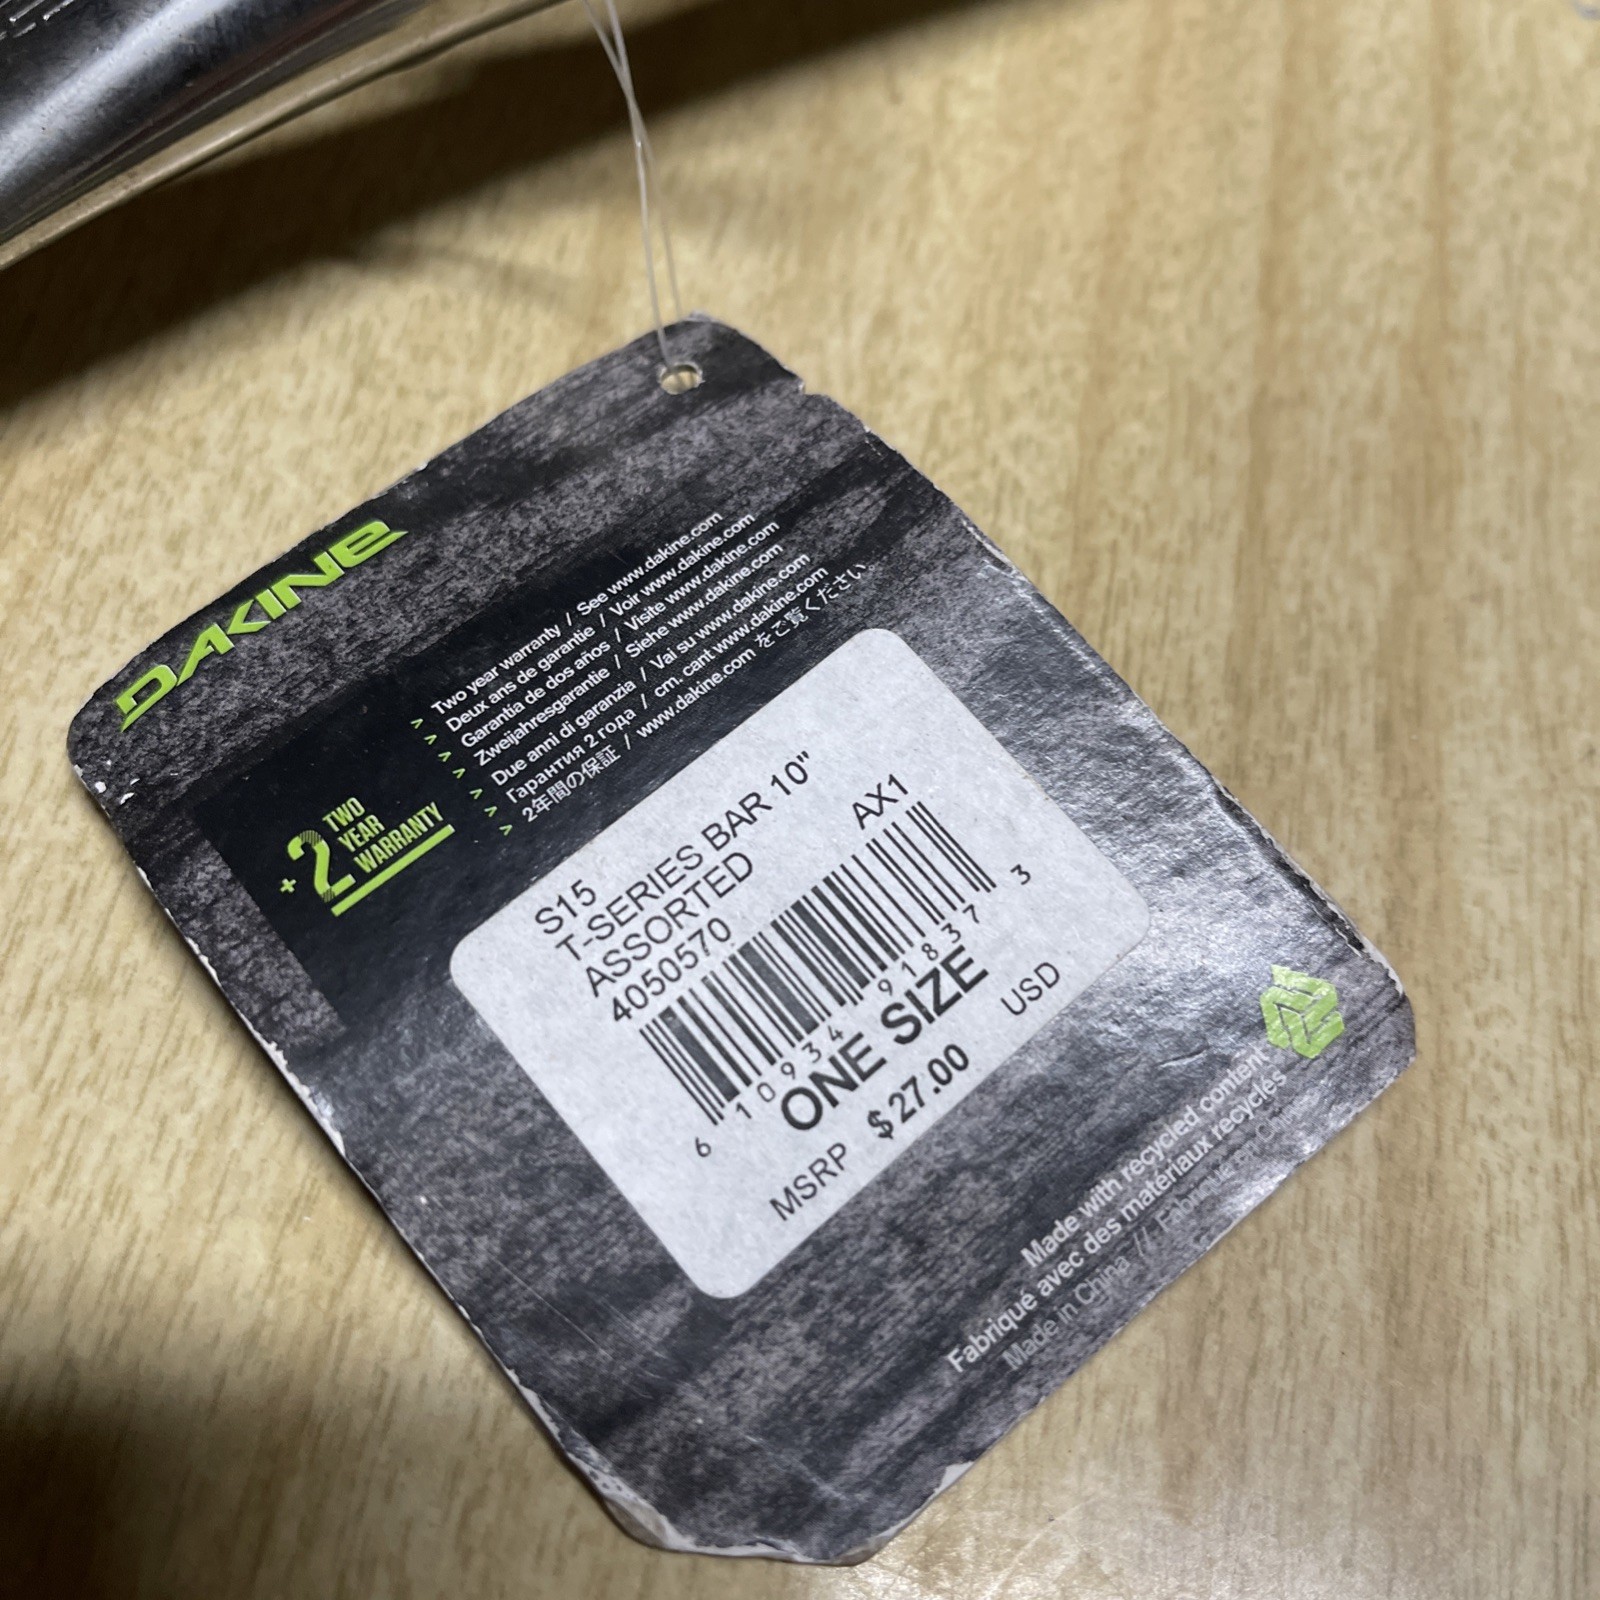 DAKINE
+2 TWO
YEAR
WARRANTY
> Two year warranty / See www.dakine.com
> Deux ans de garantie / Voir www.dakine.com
> Garantía de dos años / Visite www.dakine.com
> Zweijahresgarantie / Siehe www.dakine.com
> Due anni di garanzia / Vai su www.dakine.com
> Гарантия 2 года / cm. cant www.dakine.com
> 2年間の保証 / www.dakine.com をご覧ください。
S15
T-SERIES BAR 10"
ASSORTED
4050570 AX1
6 10934 91837 3
ONE SIZE
MSRP $27.00 USD
Made with recycled content
Fabriqué avec des matériaux recyclés
Made in China // Fabriqué en Chine